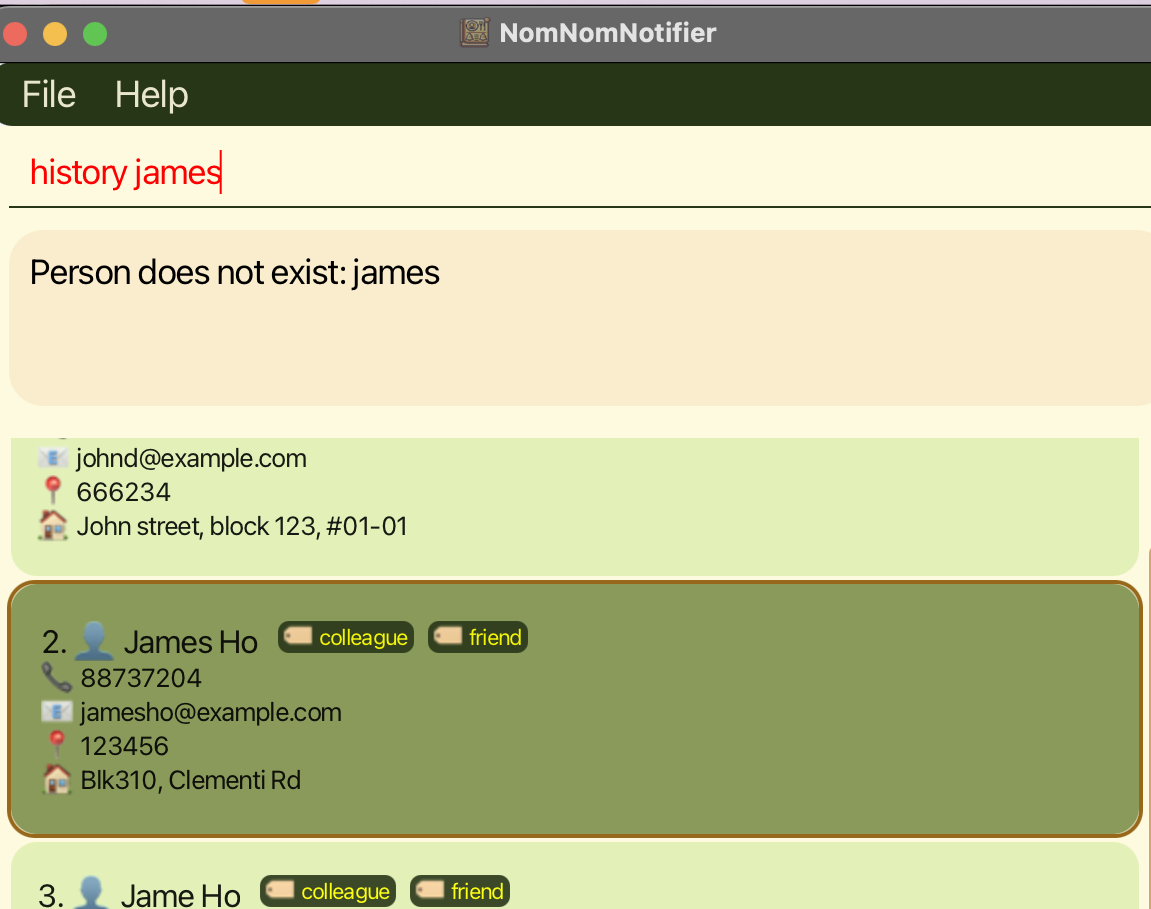 NomNomNotifier
File Help
history james
Person does not exist: james
johnd@example.com
666234
John street, block 123, #01-01
2. James Ho colleague friend
88737204
jamesho@example.com
123456
Blk310, Clementi Rd
3. Jame Ho colleague friend